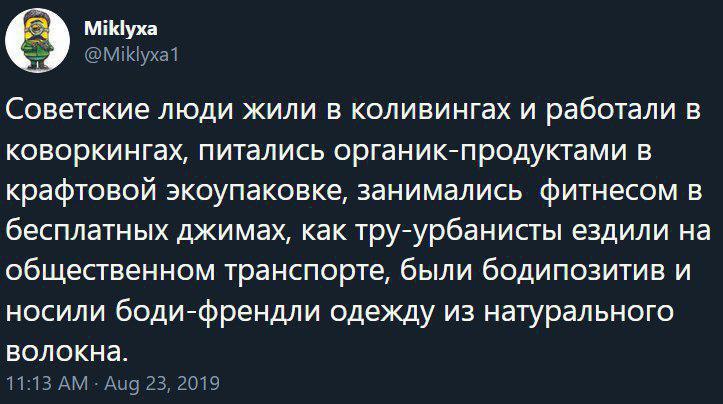 Miklyxa
@Miklyxa1
Советские люди жили в коливингах и работали в
коворкингах, питались органик-продуктами в
крафтовой экоупаковке, занимались  фитнесом в
бесплатных джимах, как тру-урбанисты ездили на
общественном транспорте, были бодипозитив и
носили боди-френдли одежду из натурального
волокна.
11:13 AM · Aug 23, 2019